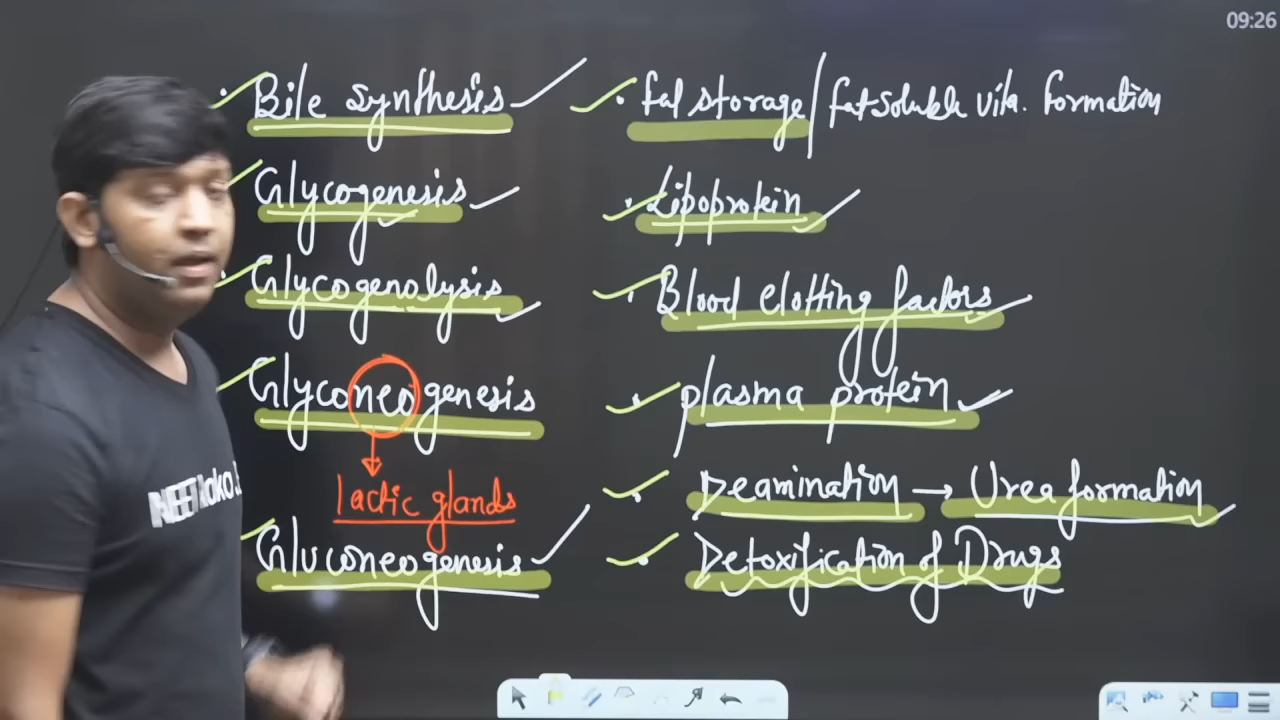 09:26
· Bile synthesis
· Glycogenesis
· Glycogenolysis
Glyconeogenesis
lactic glands
· Gluconeogenesis
· fat storage / fat soluble vita. formation
· Lipoprotein
· Blood clotting factors
· plasma protein
· Deamination → Urea formation
· Detoxification of Drugs
NEET